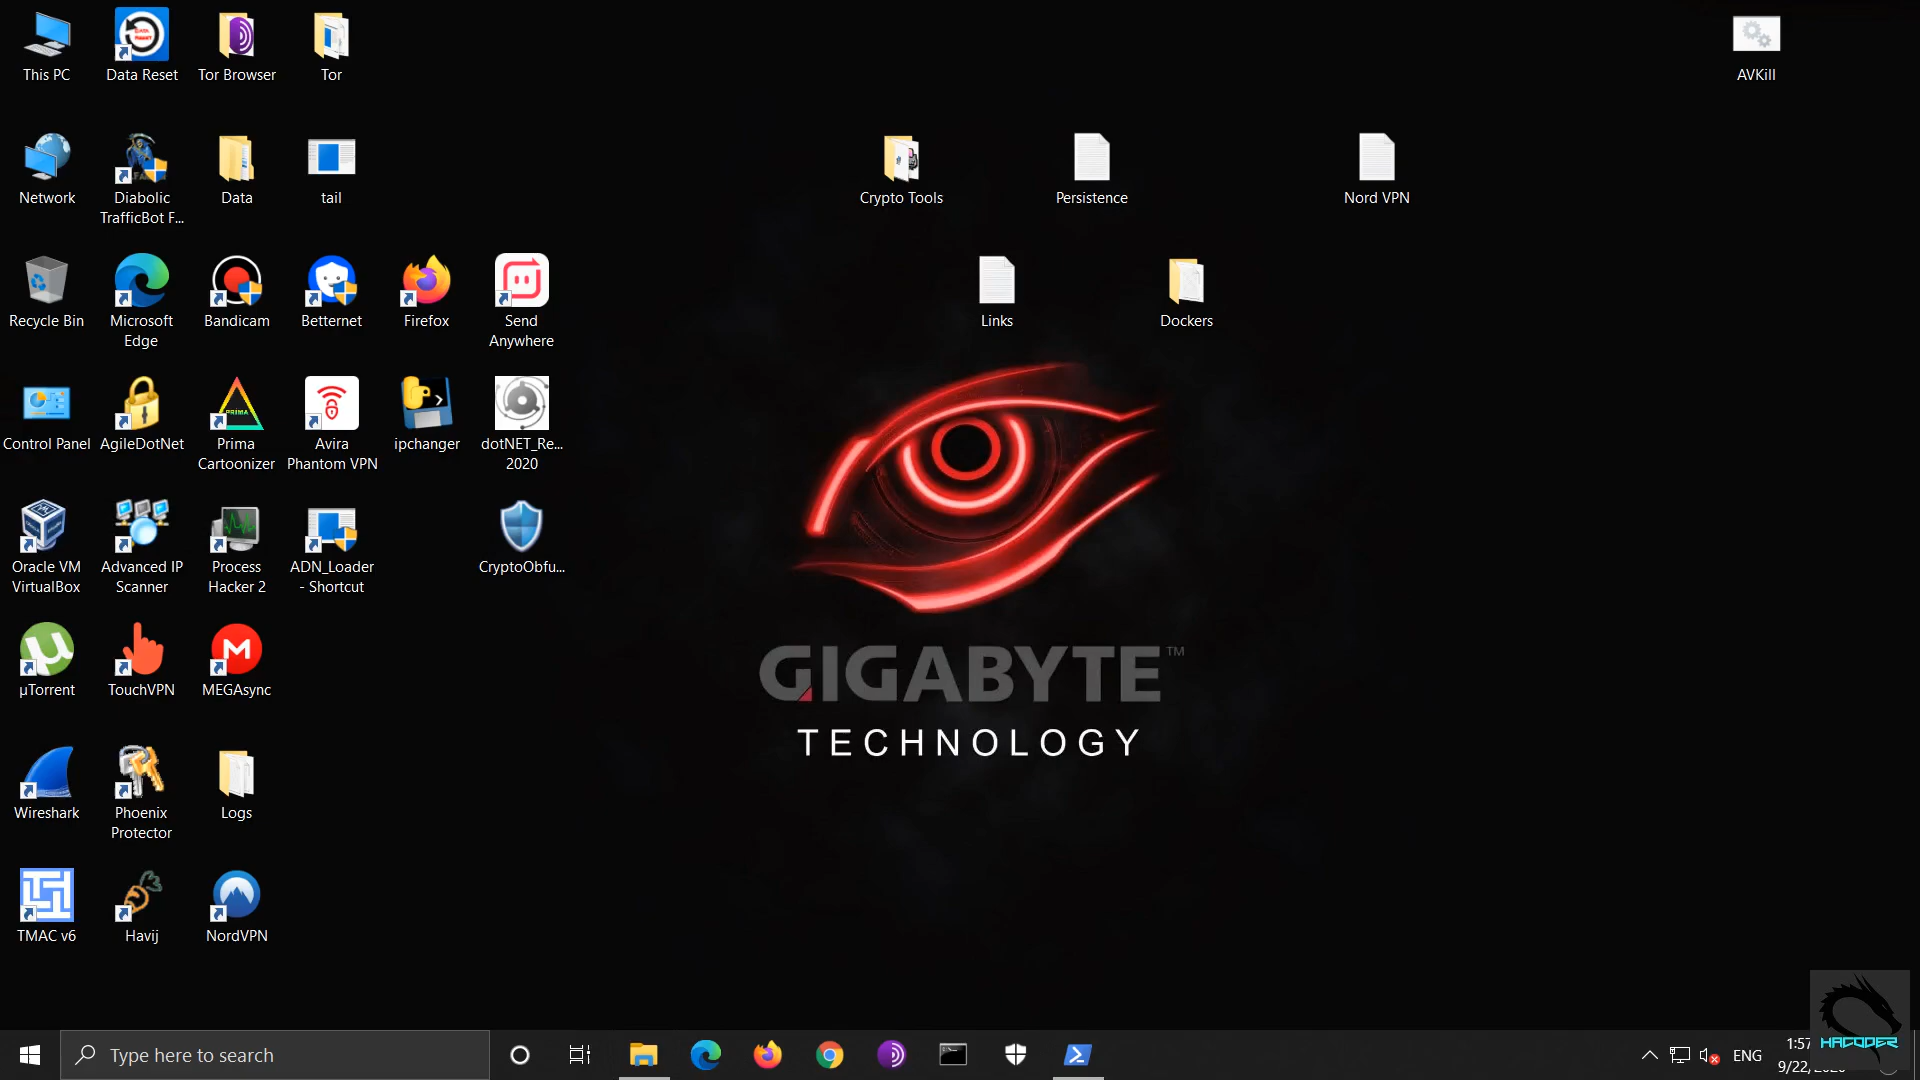 This PC
Data Reset
Tor Browser
Tor
AVKill
Network
Diabolic
TrafficBot F...
Data
tail
Crypto Tools
Persistence
Nord VPN
Recycle Bin
Microsoft
Edge
Bandicam
Betternet
Firefox
Send
Anywhere
Links
Dockers
Control Panel
AgileDotNet
PRIMA
Prima
Cartoonizer
Avira
Phantom VPN
ipchanger
dotNET_Re...
2020
Oracle VM
VirtualBox
Advanced IP
Scanner
Process
Hacker 2
ADN_Loader
- Shortcut
CryptoObfu...
µTorrent
TouchVPN
MEGAsync
GIGABYTE™
TECHNOLOGY
Wireshark
Phoenix
Protector
Logs
TMAC v6
Havij
NordVPN
Type here to search
ENG
1:57
9/22/
HACODER